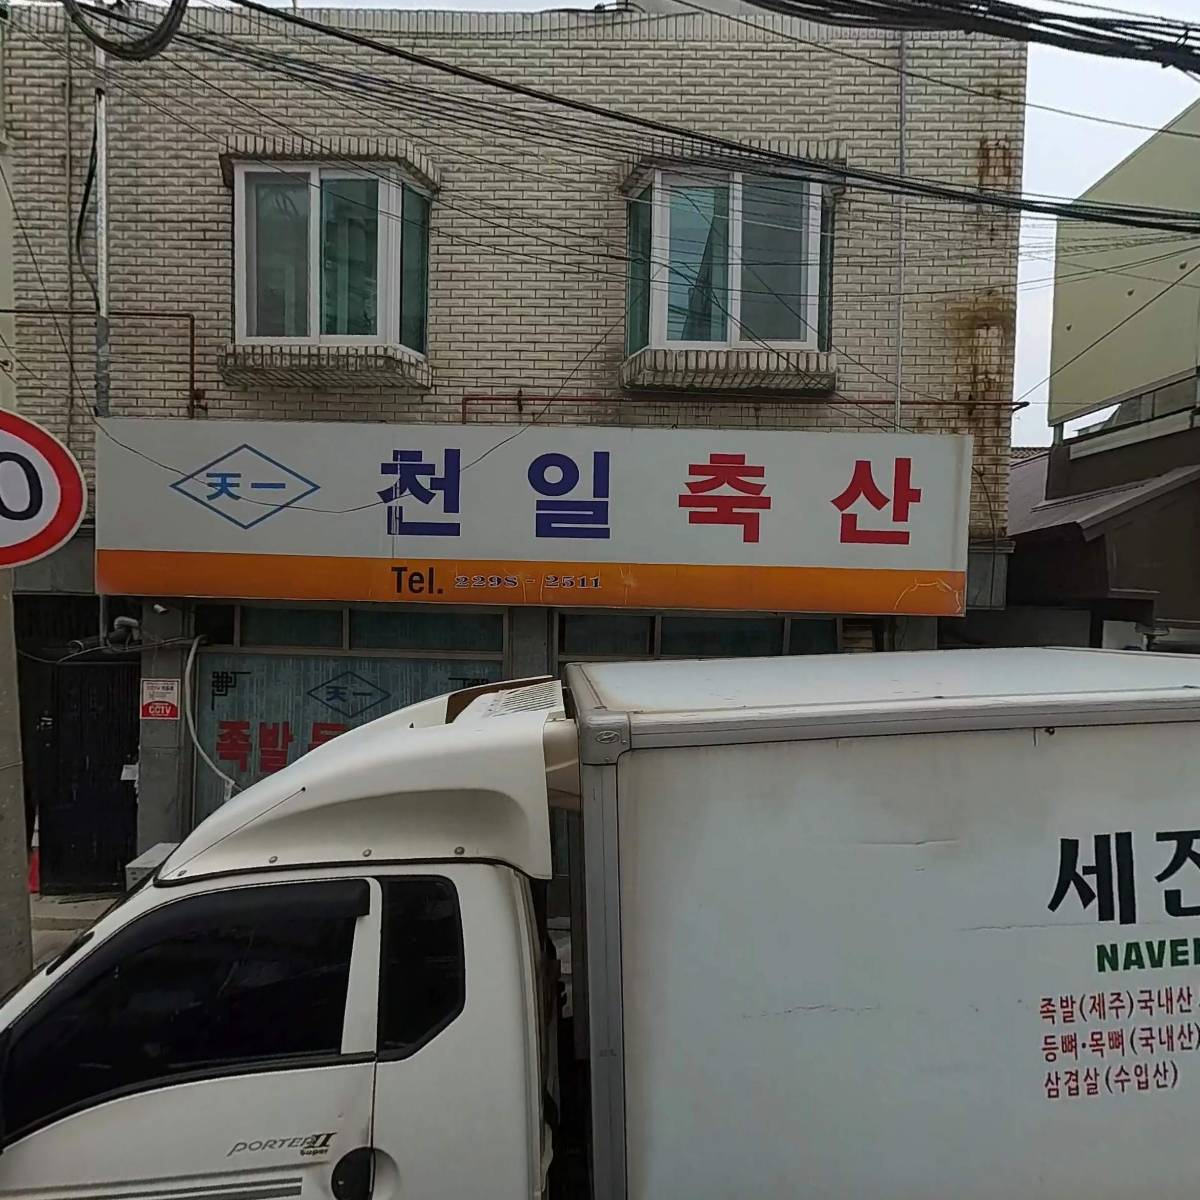 天一 천일축산
Tel. 2298-2511
天一
CCTV
족발
세진
NAVER
족발(제주)국내산
등뼈·목뼈(국내산)
삼겹살(수입산)
PORTER II
Super